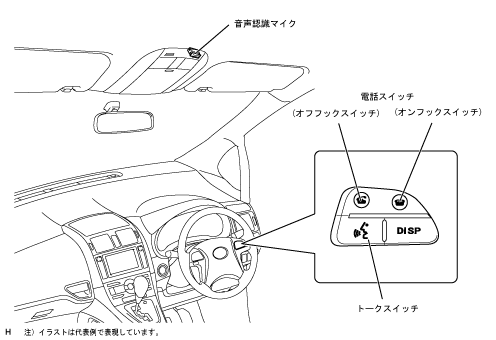 音声認識マイク
電話スイッチ
（オフフックスイッチ）（オンフックスイッチ）
DISP
トークスイッチ
H 注）イラストは代表例で表現しています。